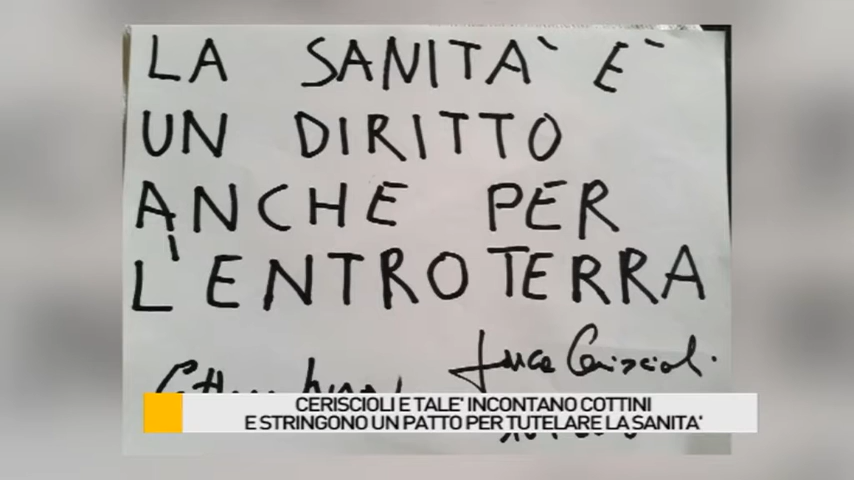 LA SANITA` E`
UN DIRITTO
ANCHE PER
L'ENTROTERRA
Luca Ceriscioli
CERISCIOLI E TALE' INCONTANO COTTINI
E STRINGONO UN PATTO PER TUTELARE LA SANITA'